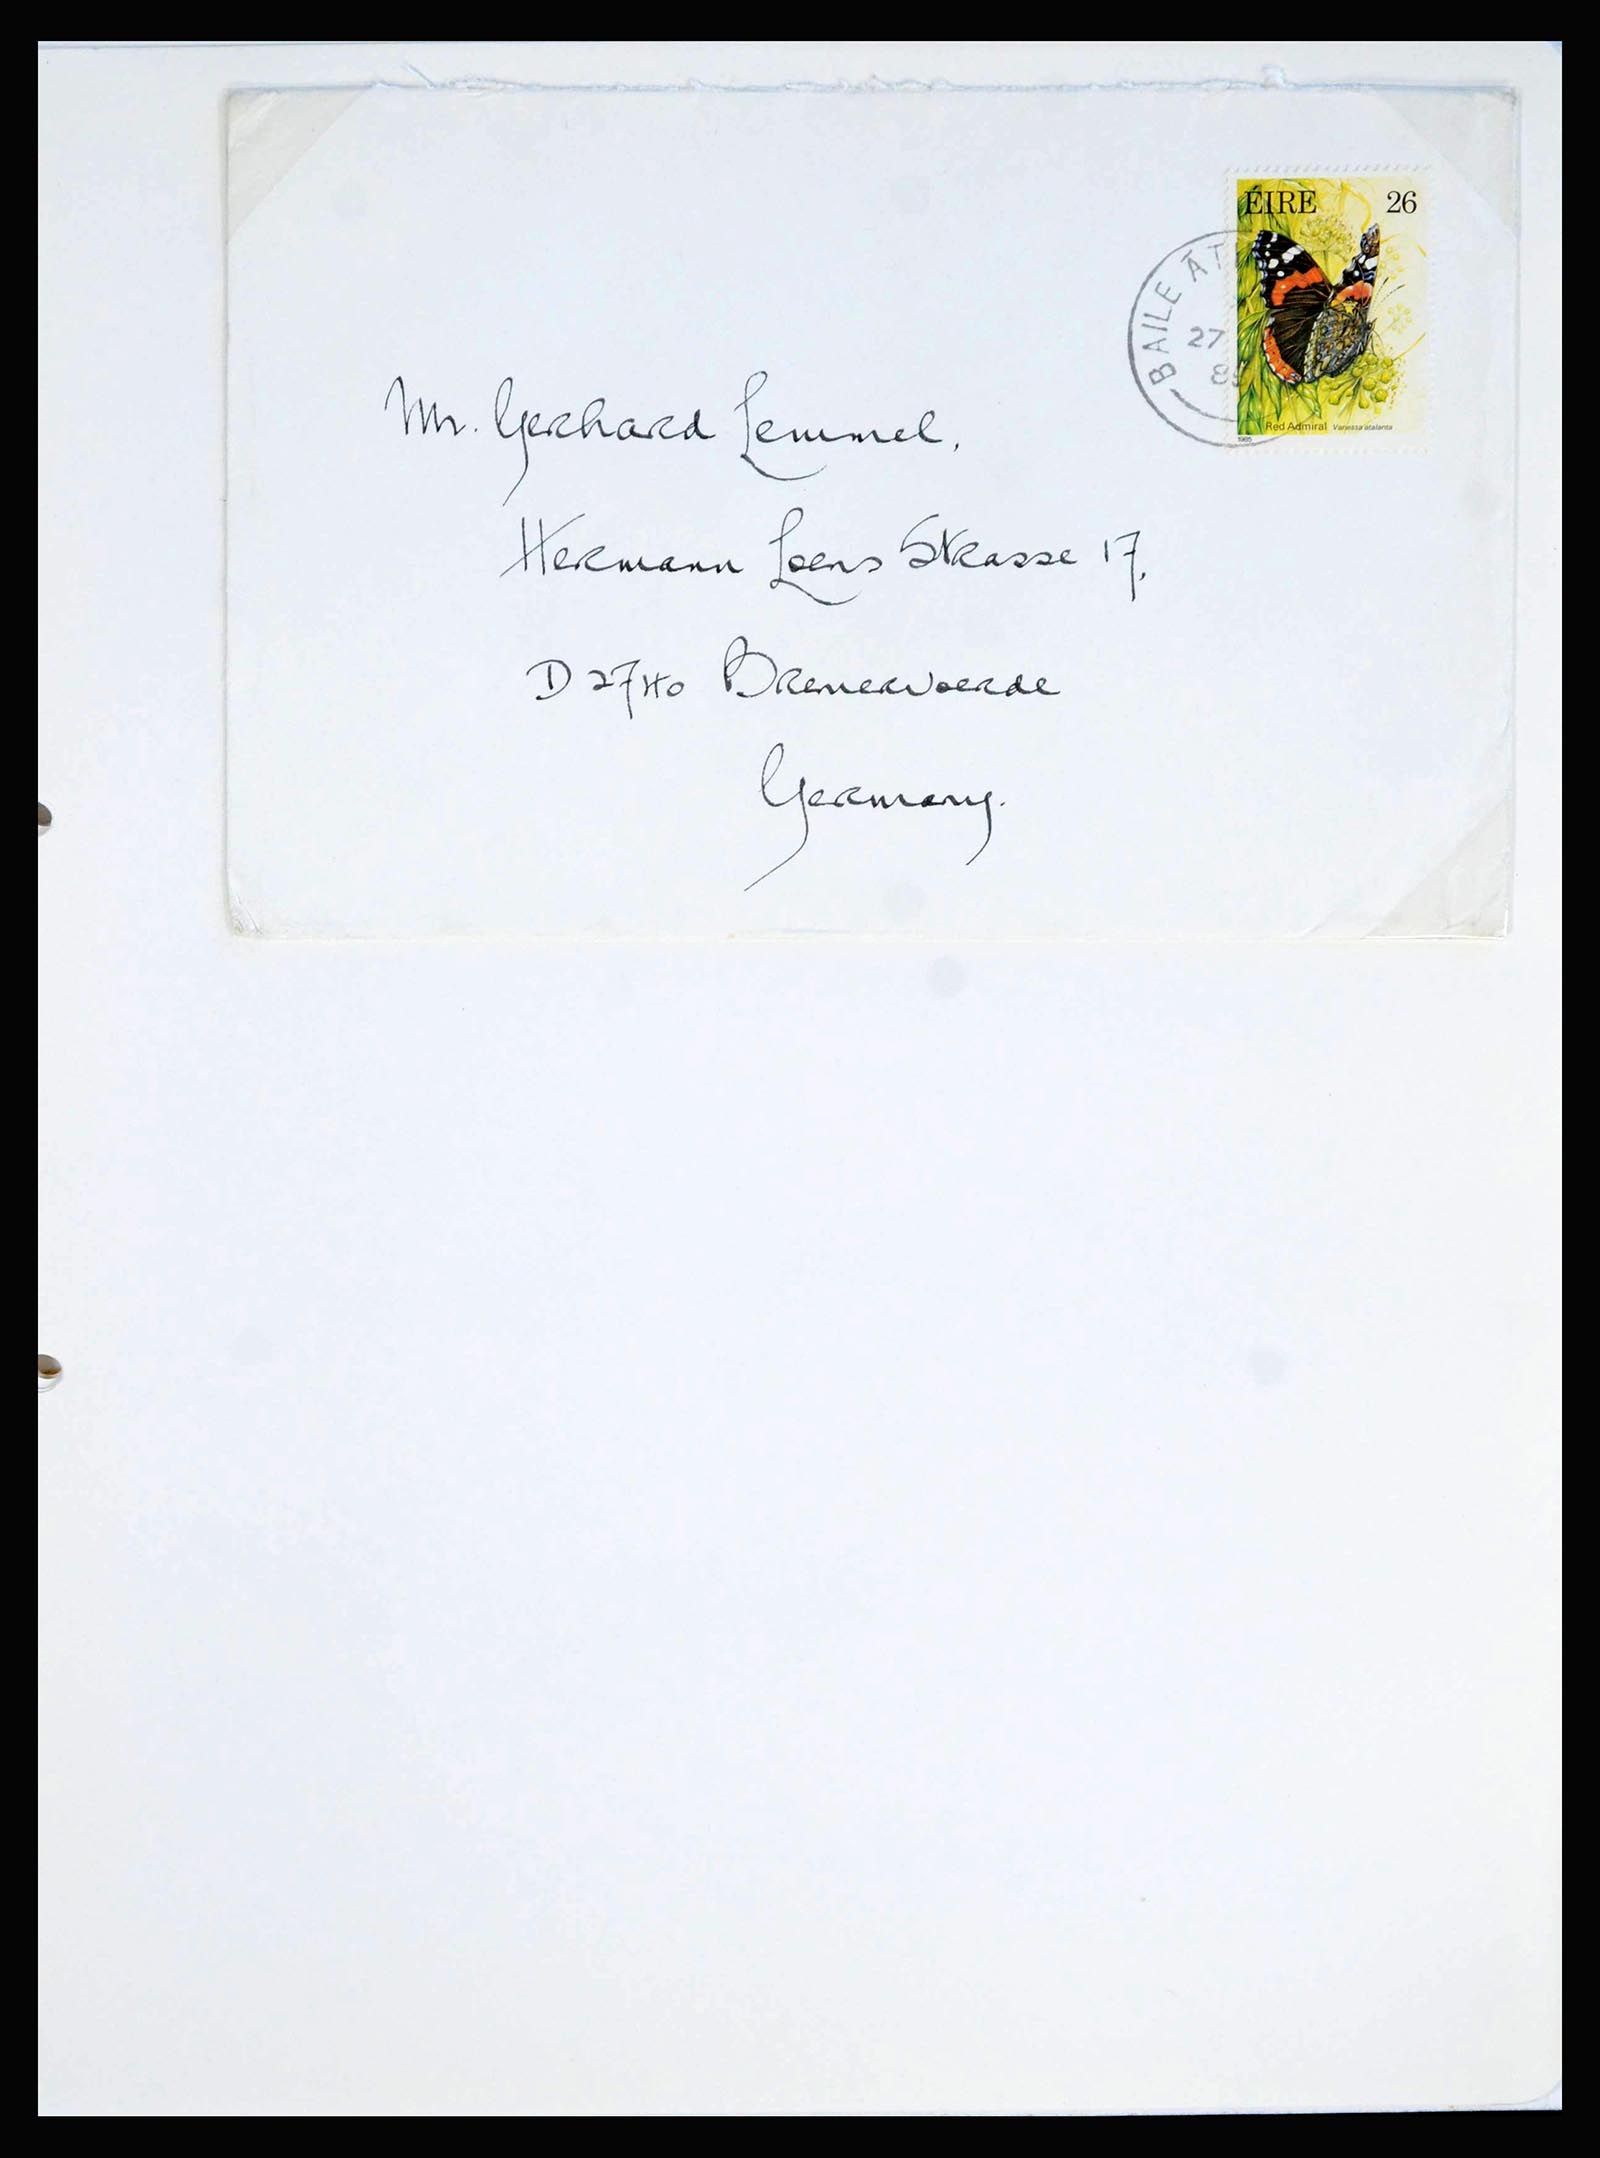 ÉIRE 26
BAILE ÁT
27
Red Admiral Vanessa atalanta
1985
Mr. Gerhard Lemmel,
Hermann Loens Strasse 17,
D 2740 Bremervoerde
Germany.